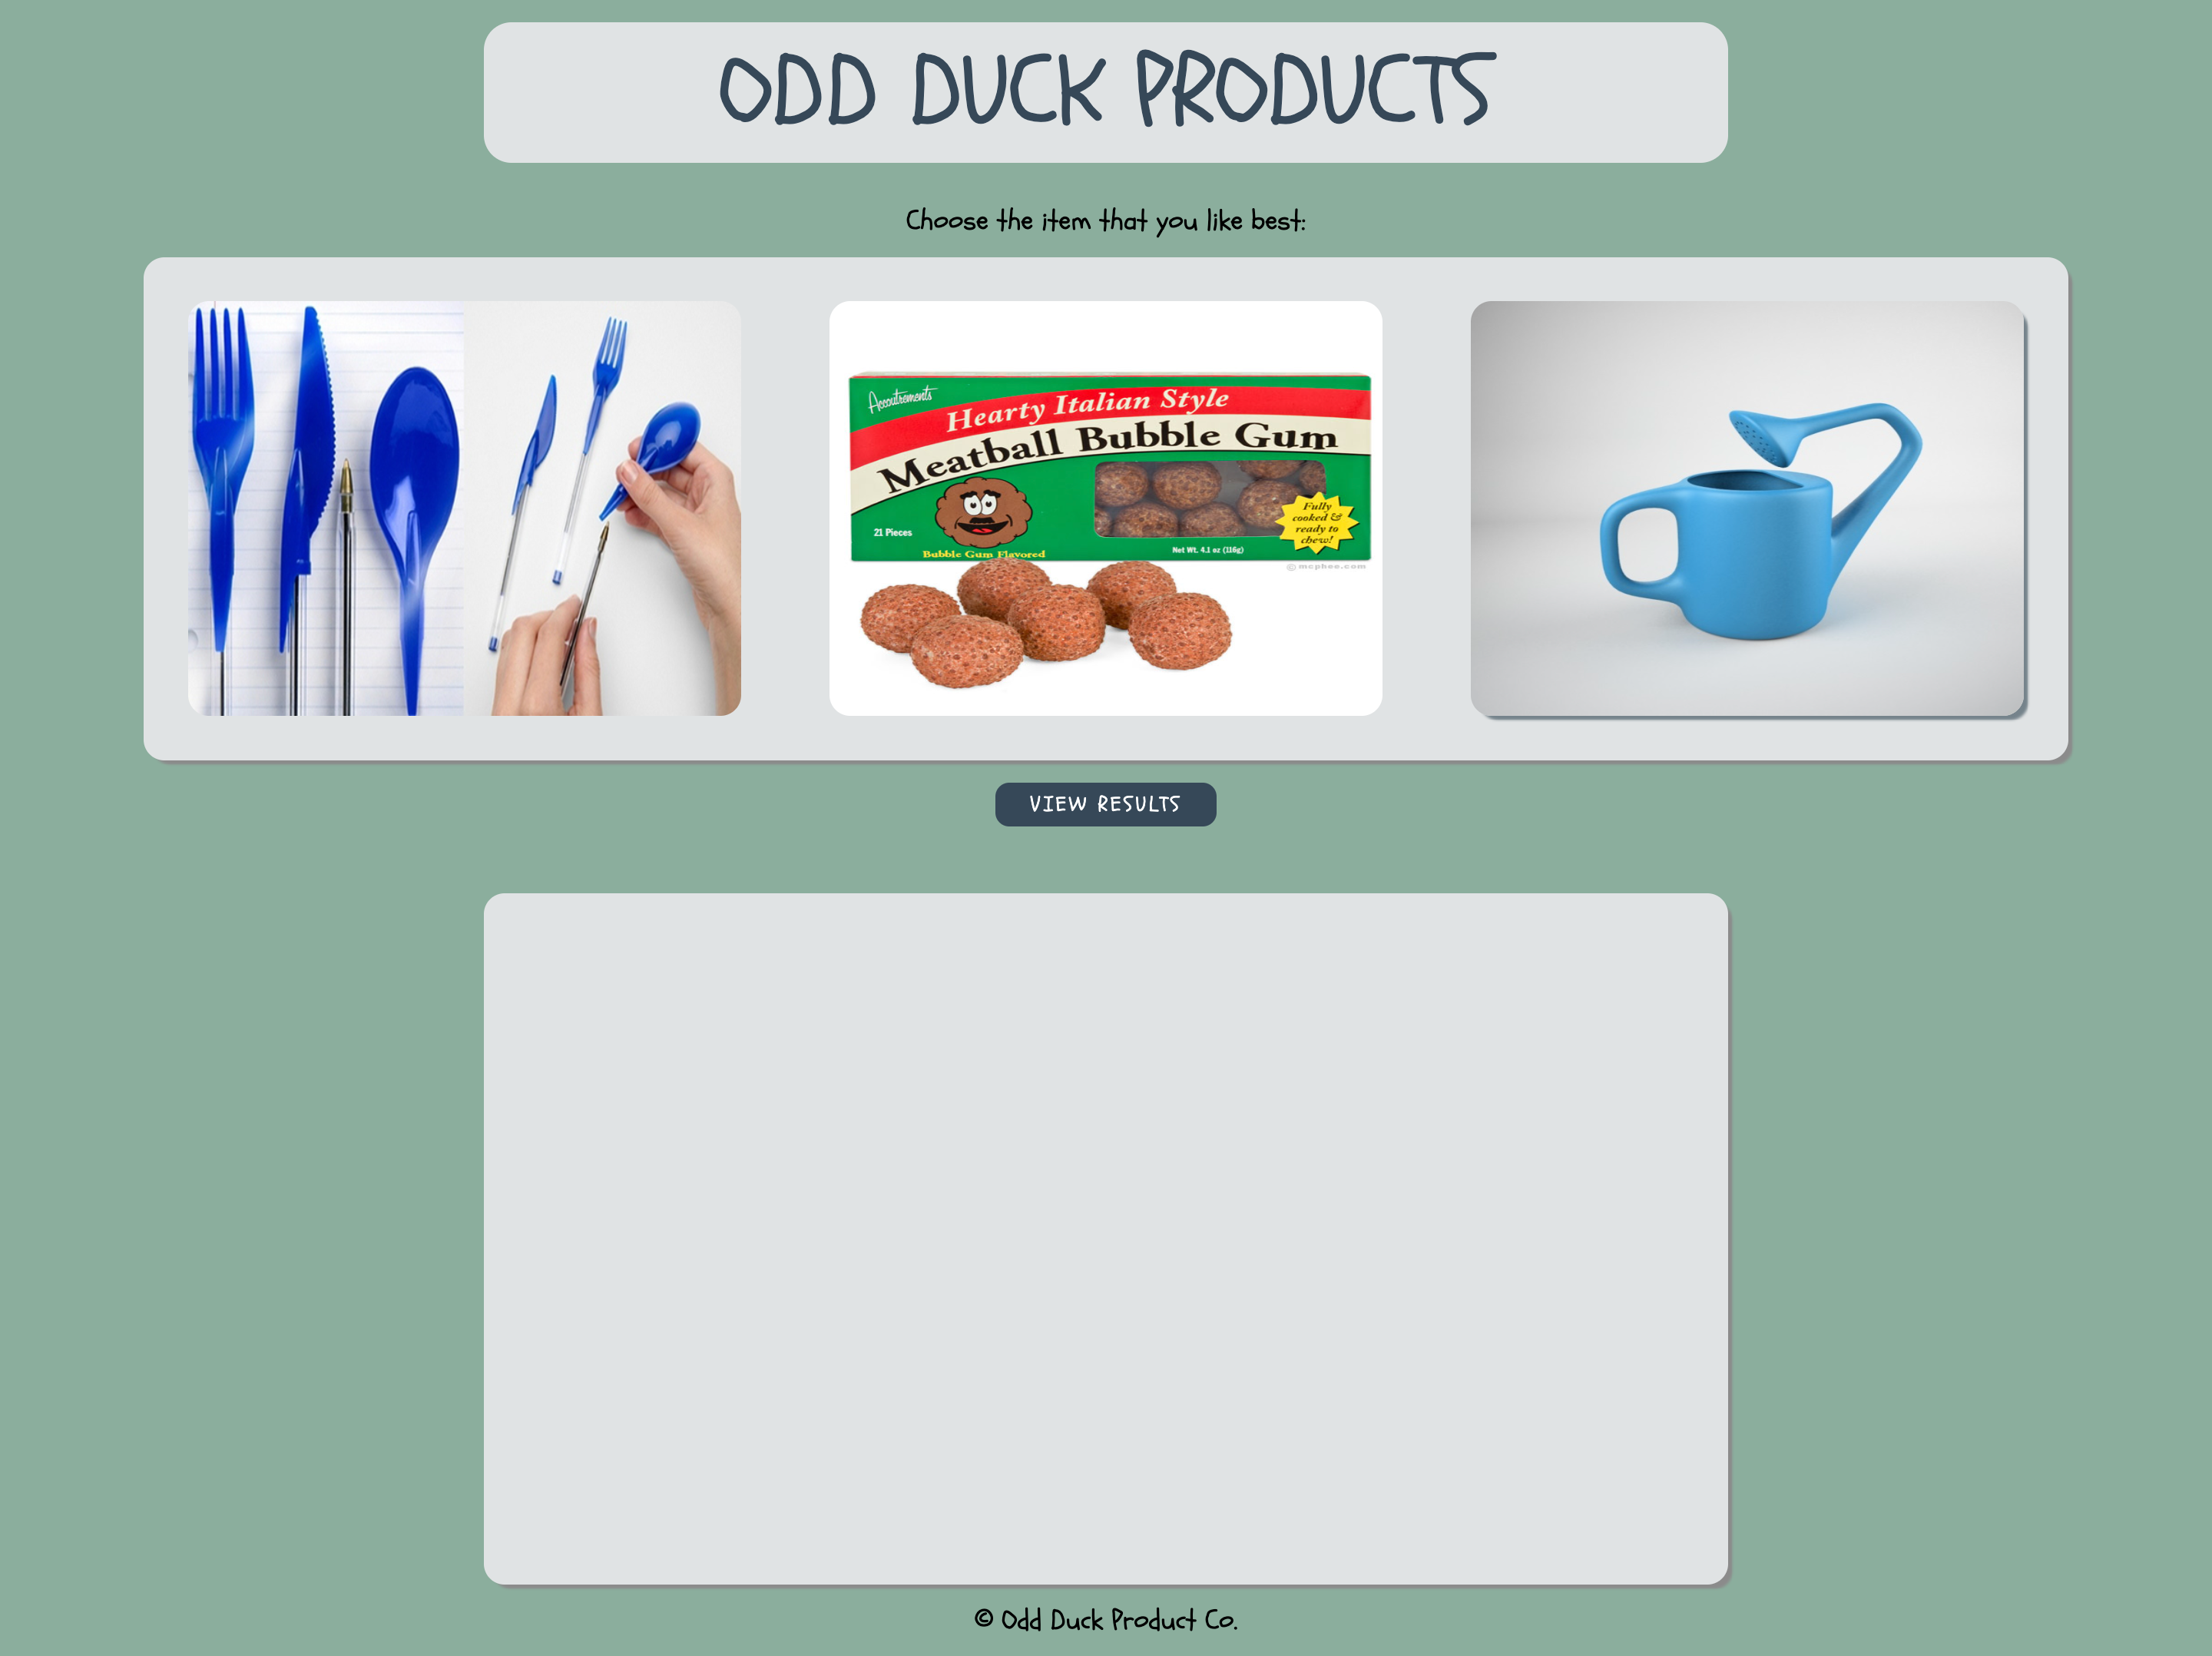 ODD DUCK PRODUCTS
Choose the item that you like best:
Accoutrements
Hearty Italian Style
Meatball Bubble Gum
21 Pieces
Bubble Gum Flavored
Net Wt. 4.1 oz (116g)
Fully
cooked &
ready to
chew!
© mcphee.com
VIEW RESULTS
© Odd Duck Product Co.